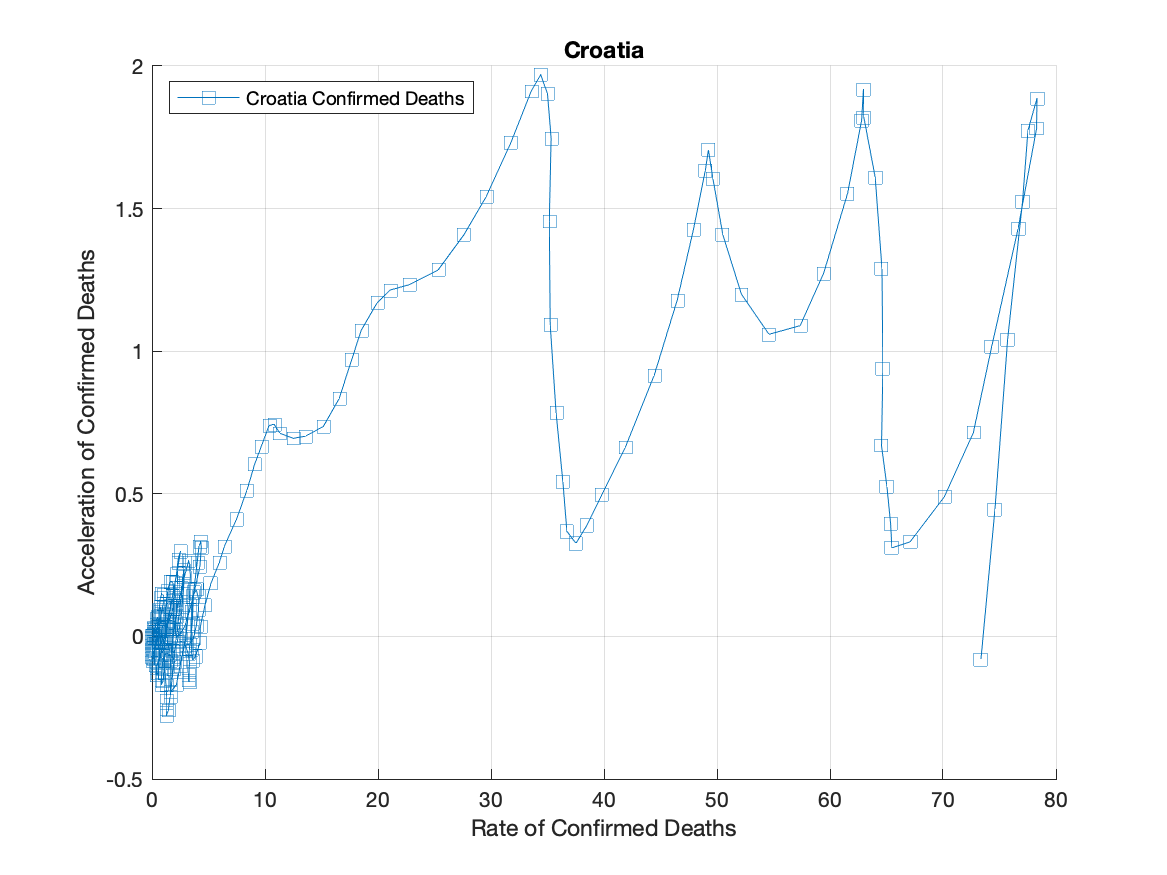 Croatia
Croatia Confirmed Deaths
2
1.5
1
0.5
0
-0.5
Acceleration of Confirmed Deaths
0 10 20 30 40 50 60 70 80
Rate of Confirmed Deaths